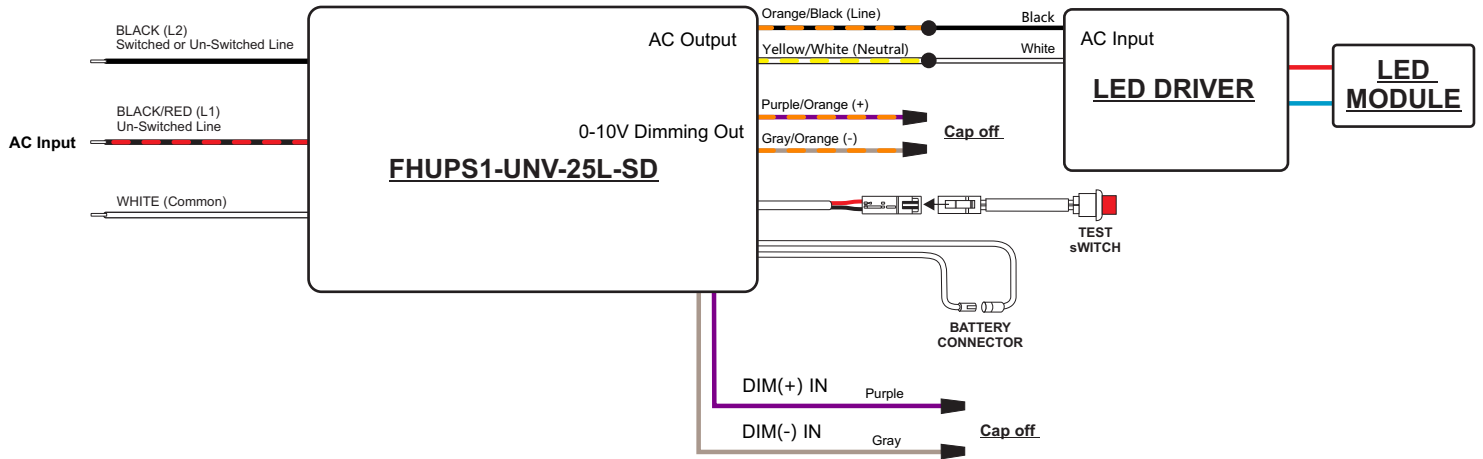 BLACK (L2)
Switched or Un-Switched Line
BLACK/RED (L1)
Un-Switched Line
AC Input
WHITE (Common)
AC Output
0-10V Dimming Out
FHUPS1-UNV-25L-SD
Orange/Black (Line)
Yellow/White (Neutral)
Purple/Orange (+)
Gray/Orange (-)
Cap off
Black
White
AC Input
LED DRIVER
LED
MODULE
TEST
sWITCH
BATTERY
CONNECTOR
DIM(+) IN
Purple
DIM(-) IN
Gray
Cap off